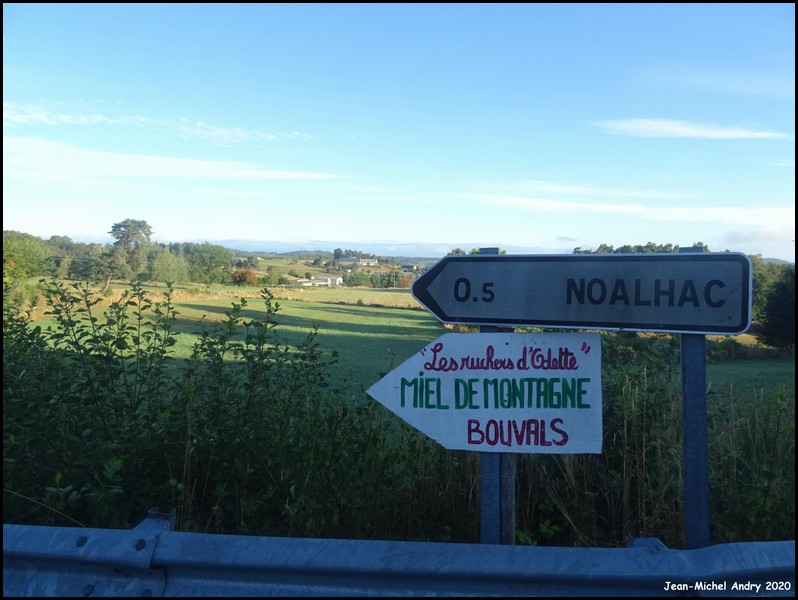 0.5 NOALHAC
"Les ruchers d'Odette"
MIEL DE MONTAGNE
BOUVALS
Jean-Michel Andry 2020